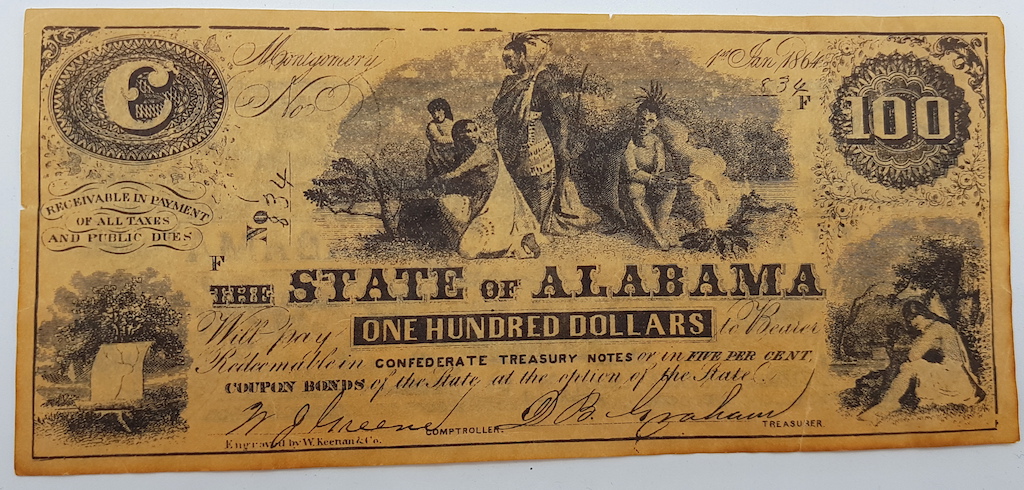 C
Montgomery
1st Jan 1864
No
834
F
100
RECEIVABLE IN PAYMENT
OF ALL TAXES
AND PUBLIC DUES
No 834
F
THE STATE OF ALABAMA
Will pay ONE HUNDRED DOLLARS to Bearer
Redeemable in CONFEDERATE TREASURY NOTES or in FIVE PER CENT,
COUPON BONDS of the State, at the option of the State
W J Greene COMPTROLLER. D. B. Graham TREASURER
Engraved by W. Keenan & Co.